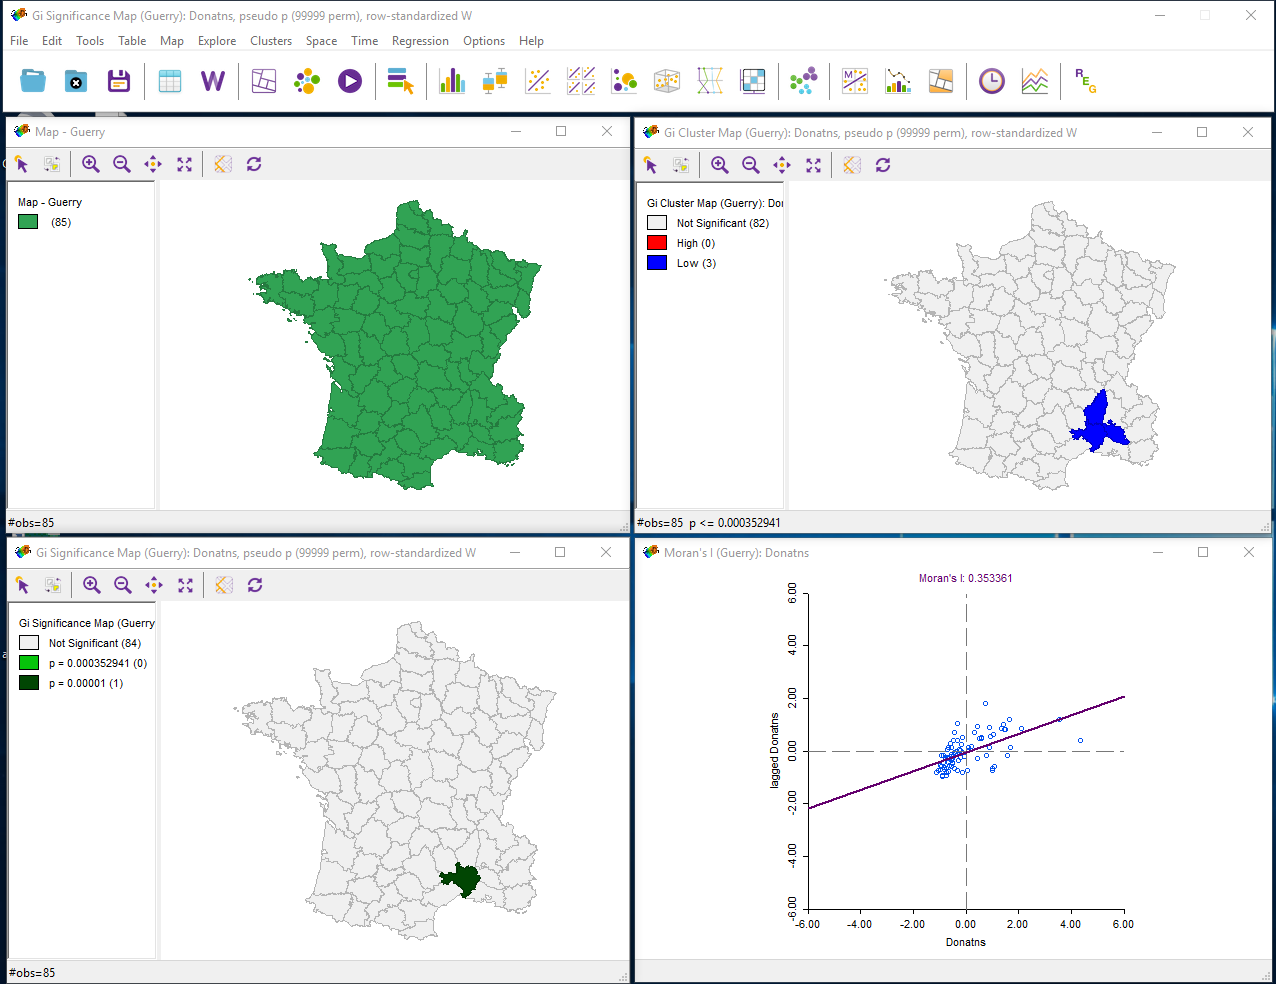 Gi Significance Map (Guerry): Donatns, pseudo p (99999 perm), row-standardized W
File Edit Tools Table Map Explore Clusters Space Time Regression Options Help
W
M
REG
Map - Guerry
Map - Guerry
(85)
#obs=85
Gi Cluster Map (Guerry): Donatns, pseudo p (99999 perm), row-standardized W
Gi Cluster Map (Guerry): Do
Not Significant (82)
High (0)
Low (3)
#obs=85 p <= 0.000352941
Gi Significance Map (Guerry): Donatns, pseudo p (99999 perm), row-standardized W
Gi Significance Map (Guerry
Not Significant (84)
p = 0.000352941 (0)
p = 0.00001 (1)
#obs=85
Moran's I (Guerry): Donatns
Moran's I: 0.353361
6.00
4.00
2.00
0.00
-2.00
-4.00
-6.00
lagged Donatns
-6.00 -4.00 -2.00 0.00 2.00 4.00 6.00
Donatns